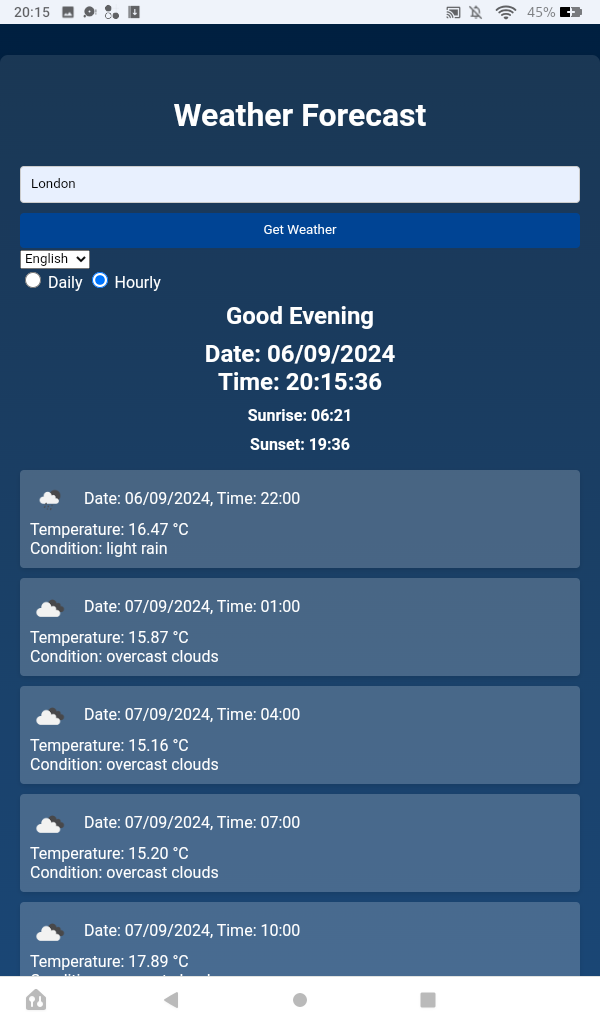 20:15
45%
Weather Forecast
London
Get Weather
English
Daily Hourly
Good Evening
Date: 06/09/2024
Time: 20:15:36
Sunrise: 06:21
Sunset: 19:36
Date: 06/09/2024, Time: 22:00
Temperature: 16.47 °C
Condition: light rain
Date: 07/09/2024, Time: 01:00
Temperature: 15.87 °C
Condition: overcast clouds
Date: 07/09/2024, Time: 04:00
Temperature: 15.16 °C
Condition: overcast clouds
Date: 07/09/2024, Time: 07:00
Temperature: 15.20 °C
Condition: overcast clouds
Date: 07/09/2024, Time: 10:00
Temperature: 17.89 °C